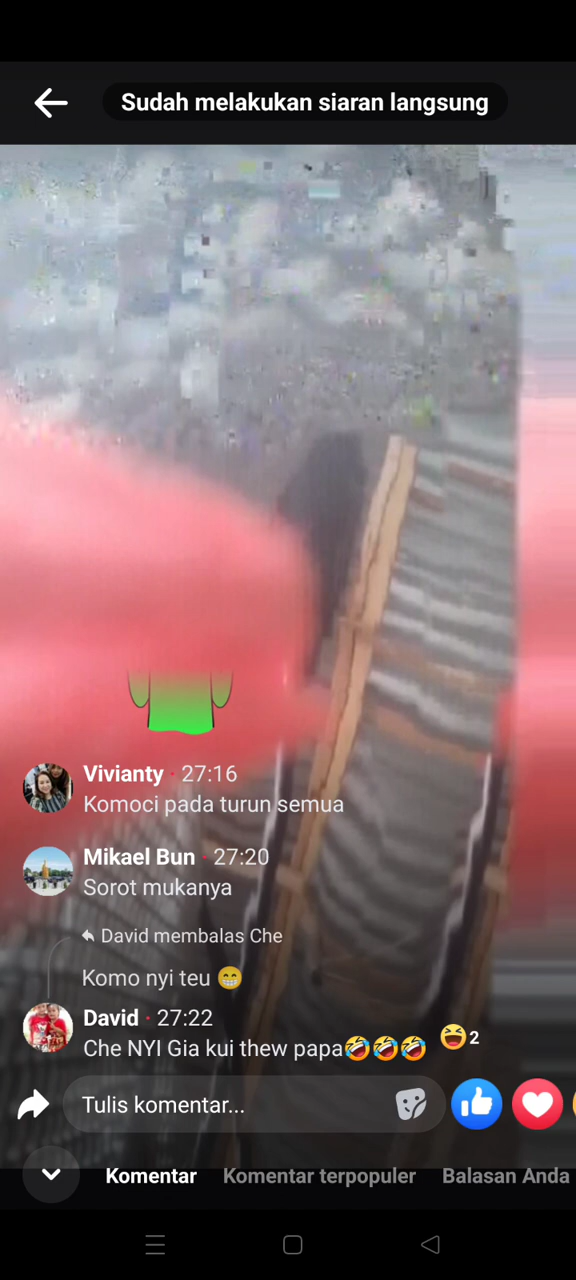 Sudah melakukan siaran langsung
Vivianty · 27:16
Komoci pada turun semua
Mikael Bun · 27:20
Sorot mukanya
David membalas Che
Komo nyi teu 😁
David · 27:22
Che NYI Gia kui thew papa🤣🤣🤣
😆 2
Tulis komentar...
Komentar Komentar terpopuler Balasan Anda